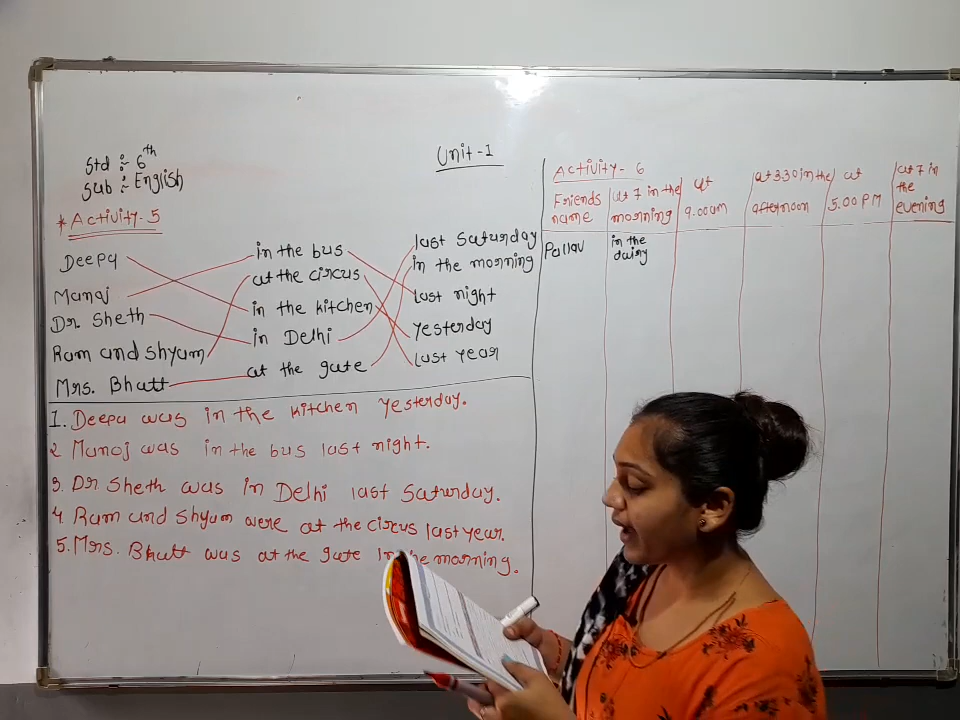 Std :- 6th
Sub :- English
Unit -1
* Activity - 5
Deepa
Manoj
Dr. Sheth
Ram and Shyam
Mrs. Bhatt
in the bus
at the circus
in the kitchen
in Delhi
at the gate
last Saturday
in the morning
last night
yesterday
last year
1. Deepa was in the kitchen yesterday.
2 Manoj was in the bus last night.
3. Dr Sheth was in Delhi last Saturday.
4. Ram and Shyam were at the circus last year.
5. Mrs. Bhatt was at the gate in the morning.
Activity - 6
Friends name
at 7 in the morning
at 9.00am
at 330 in the afternoon
at 5.00 PM
at 7 in the evening
Pallav
in the dairy